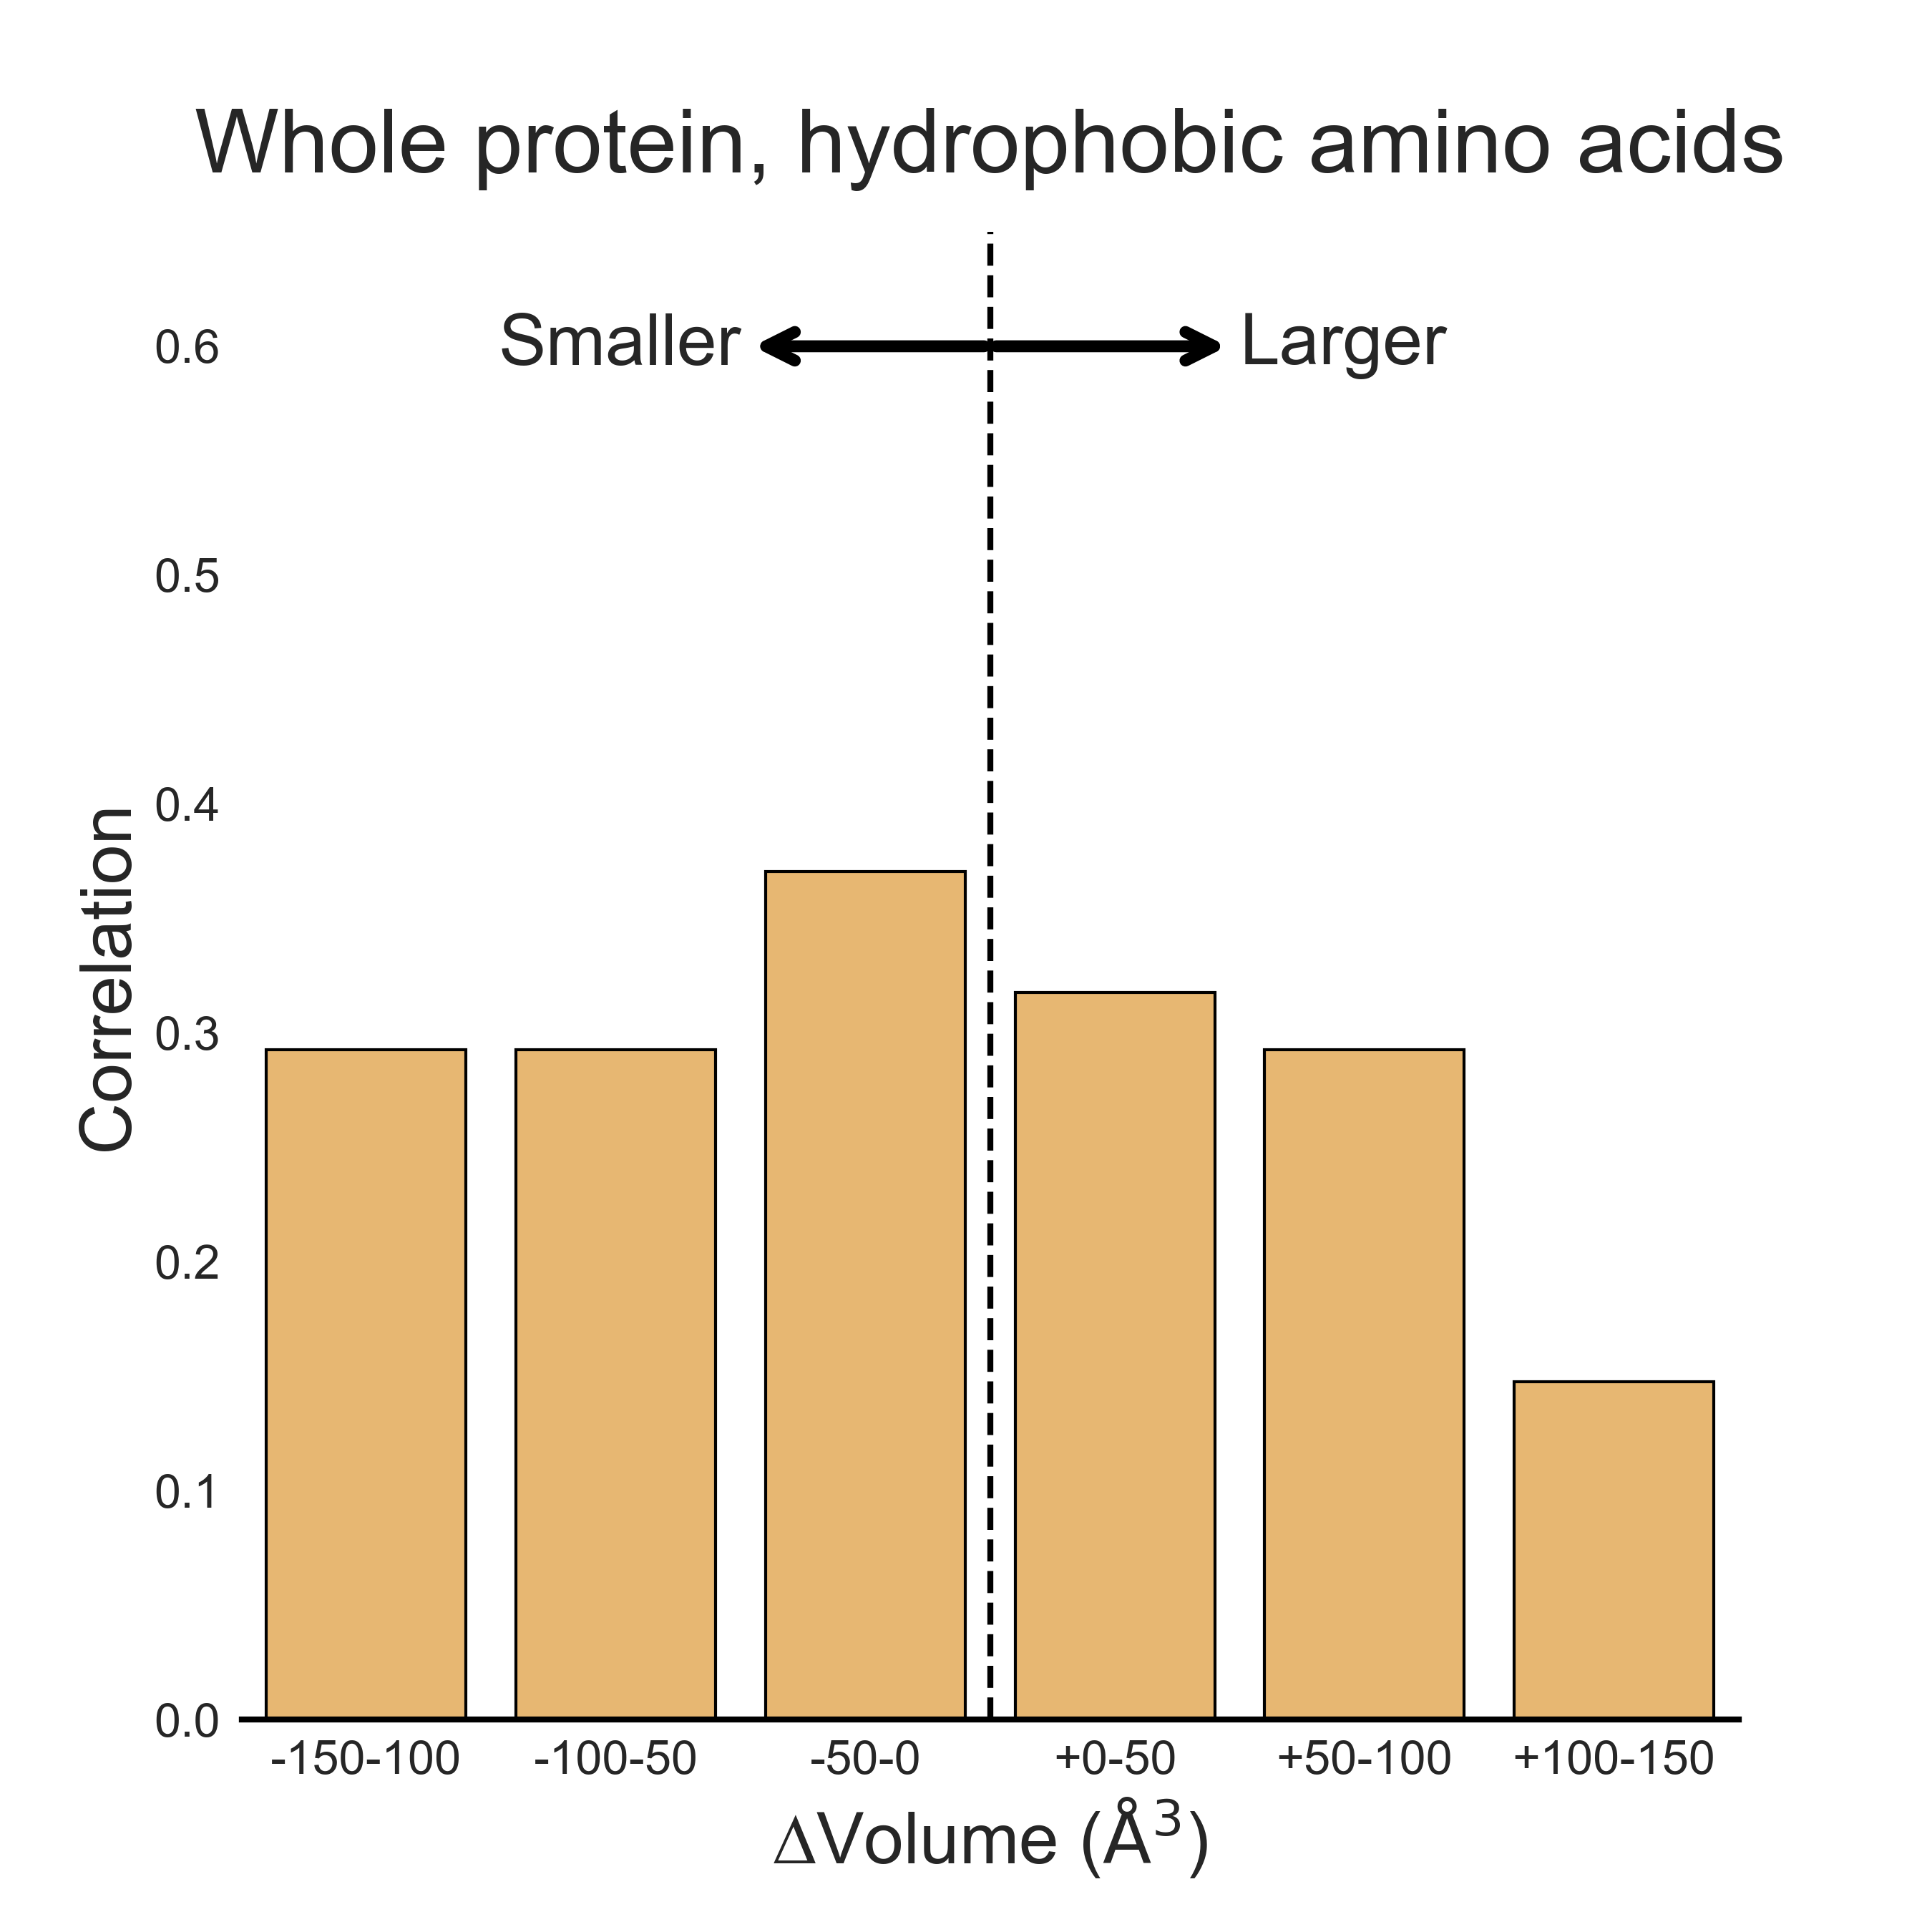 Whole protein, hydrophobic amino acids
Smaller
Larger
0.6
0.5
0.4
0.3
0.2
0.1
0.0
Correlation
-150-100
-100-50
-50-0
+0-50
+50-100
+100-150
ΔVolume (Å³)